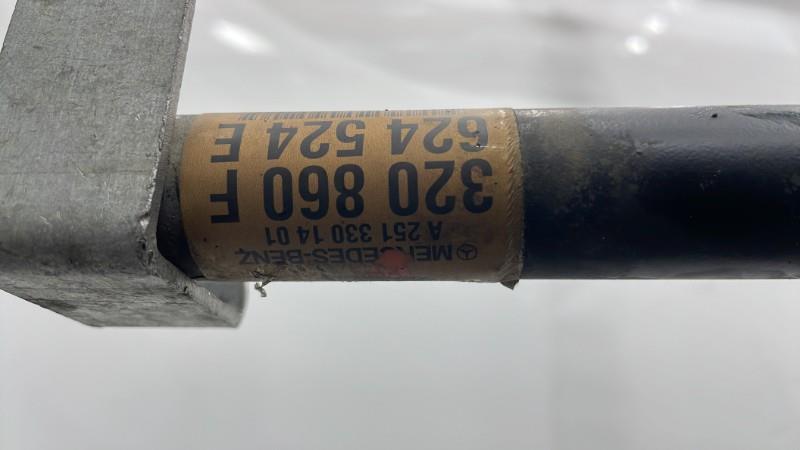 MERCEDES-BENZ
A 251 330 14 01
320 860 F
624 524 E